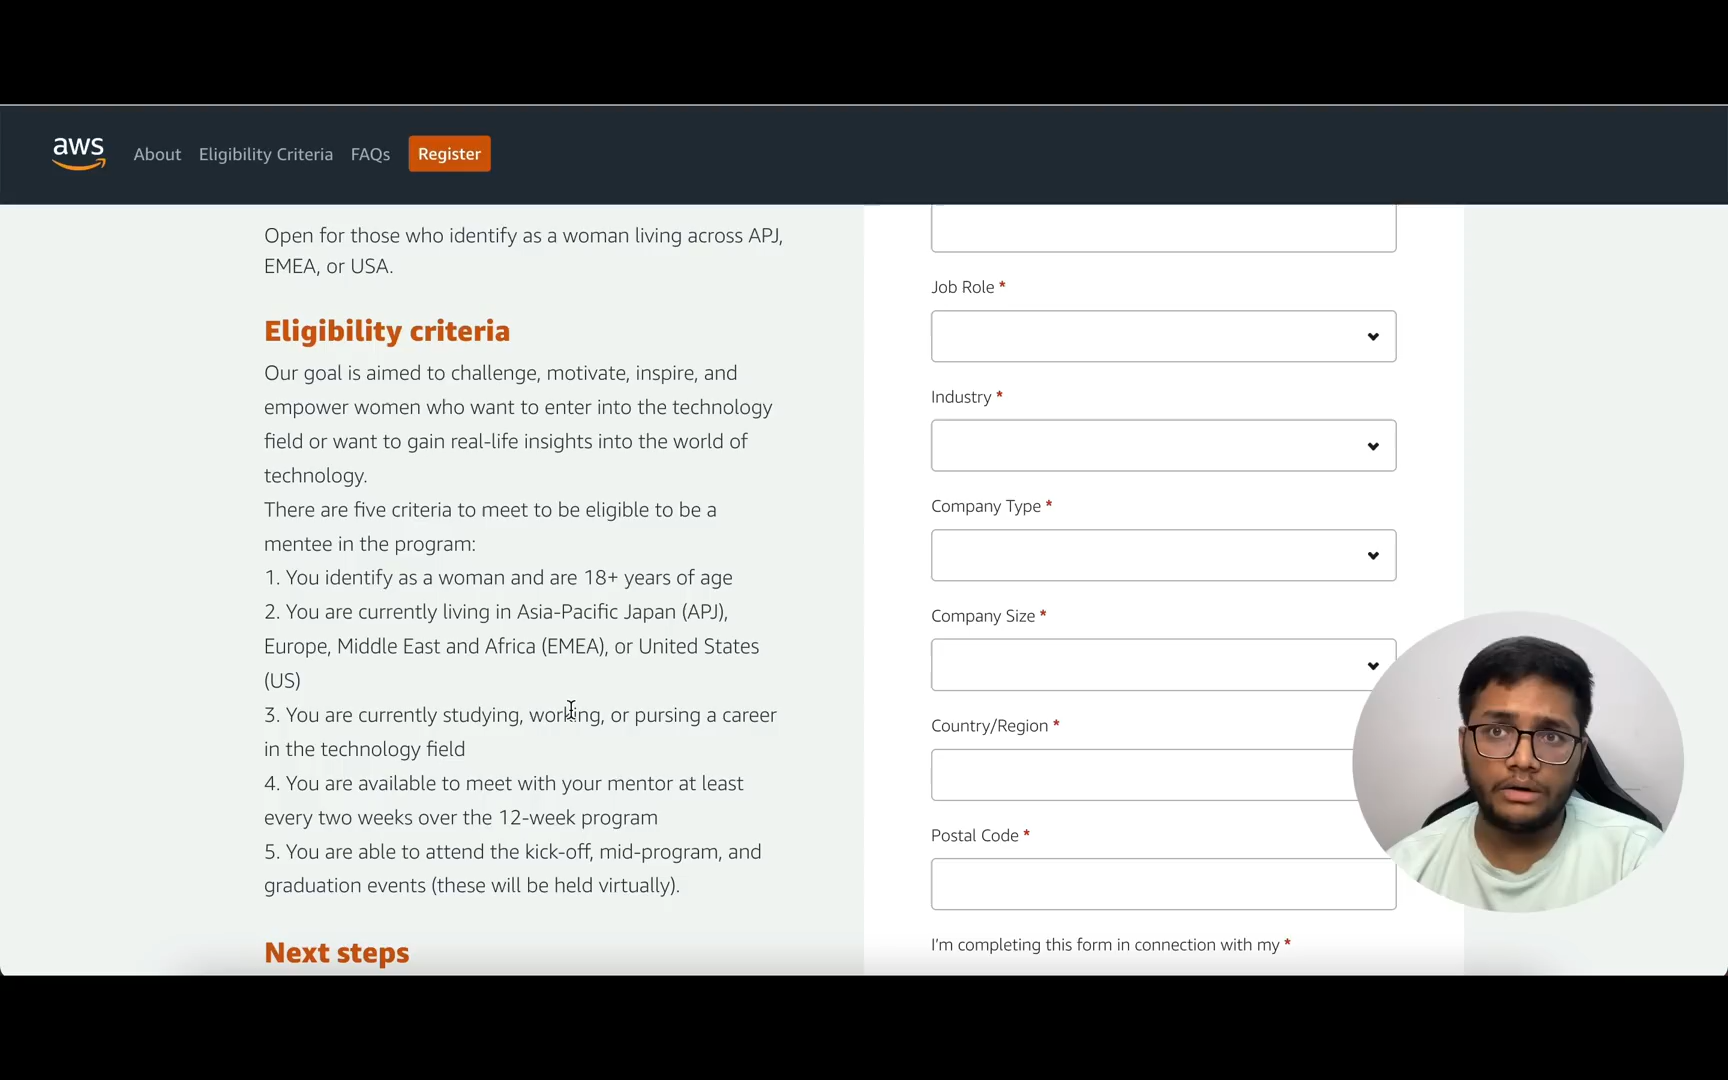 aws
About
Eligibility Criteria
FAQs
Register
Open for those who identify as a woman living across APJ,
EMEA, or USA.
Eligibility criteria
Our goal is aimed to challenge, motivate, inspire, and
empower women who want to enter into the technology
field or want to gain real-life insights into the world of
technology.
There are five criteria to meet to be eligible to be a
mentee in the program:
1. You identify as a woman and are 18+ years of age
2. You are currently living in Asia-Pacific Japan (APJ),
Europe, Middle East and Africa (EMEA), or United States
(US)
3. You are currently studying, working, or pursing a career
in the technology field
4. You are available to meet with your mentor at least
every two weeks over the 12-week program
5. You are able to attend the kick-off, mid-program, and
graduation events (these will be held virtually).
Next steps
Job Role *
Industry *
Company Type *
Company Size *
Country/Region *
Postal Code *
I'm completing this form in connection with my *